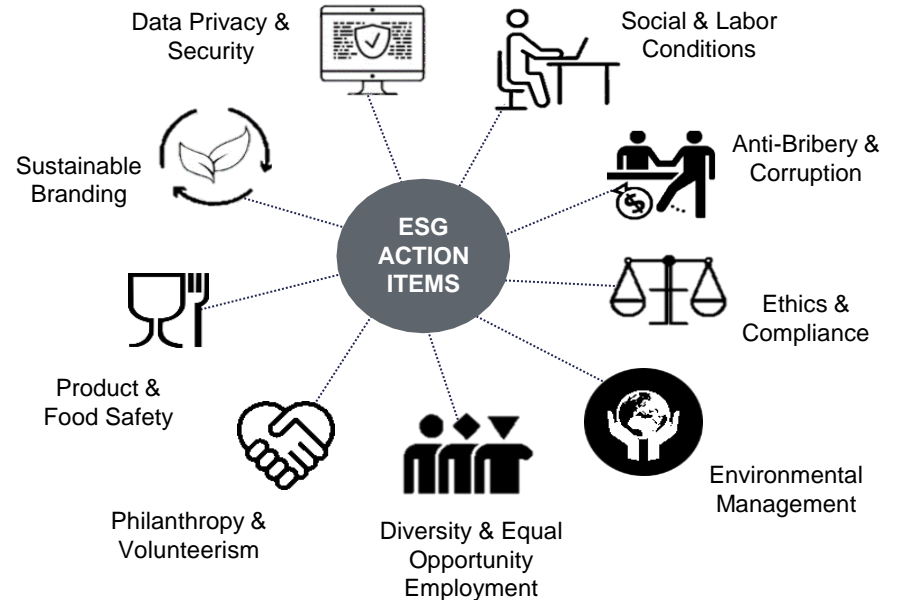 Data Privacy &
Security
Social & Labor
Conditions
Anti-Bribery &
Corruption
Sustainable
Branding
ESG
ACTION
ITEMS
$
Ethics &
Compliance
Product &
Food Safety
Environmental
Management
Philanthropy &
Volunteerism
Diversity & Equal
Opportunity
Employment